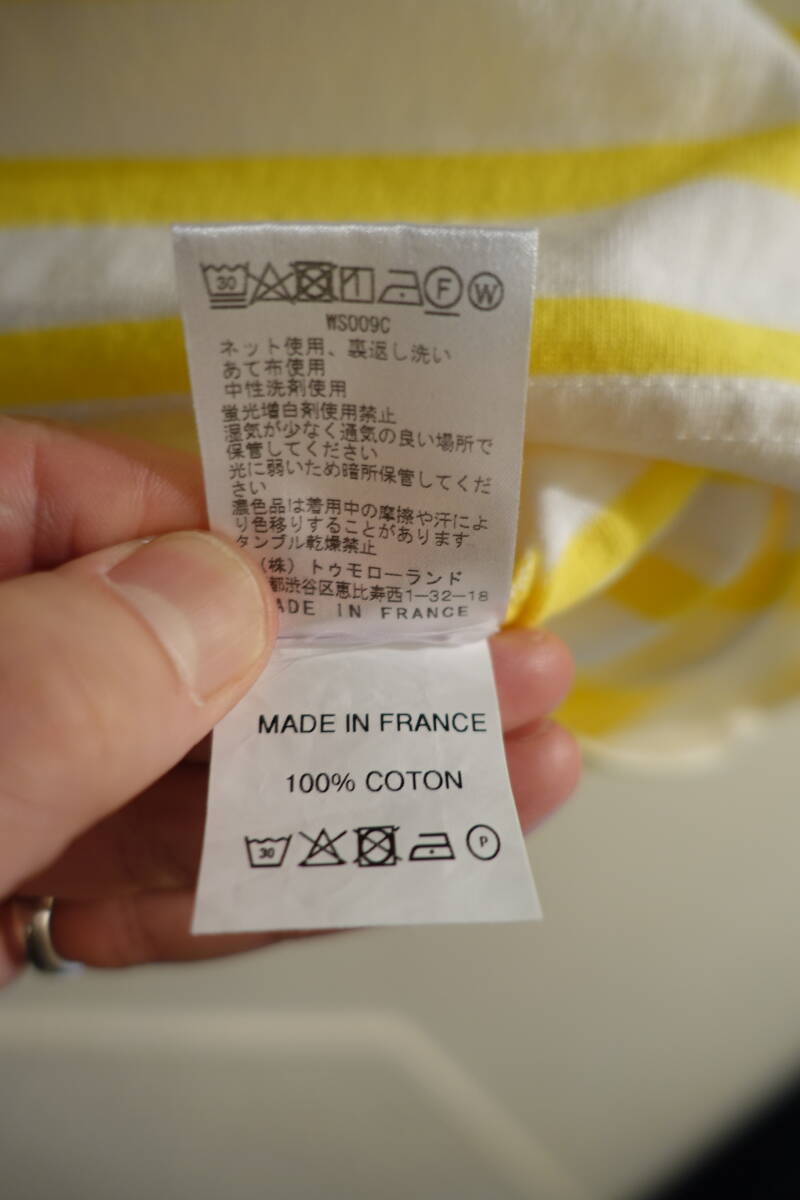 30 F W
WS009C
ネット使用、裏返し洗い
あて布使用
中性洗剤使用
蛍光増白剤使用禁止
湿気が少なく通気の良い場所で
保管してください
光に弱いため暗所保管してくだ
さい
濃色品は着用中の摩擦や汗によ
り色移りすることがあります
タンブル乾燥禁止
(株)トゥモローランド
都渋谷区恵比寿西1-32-18
ADE IN FRANCE
MADE IN FRANCE
100% COTON
30 P